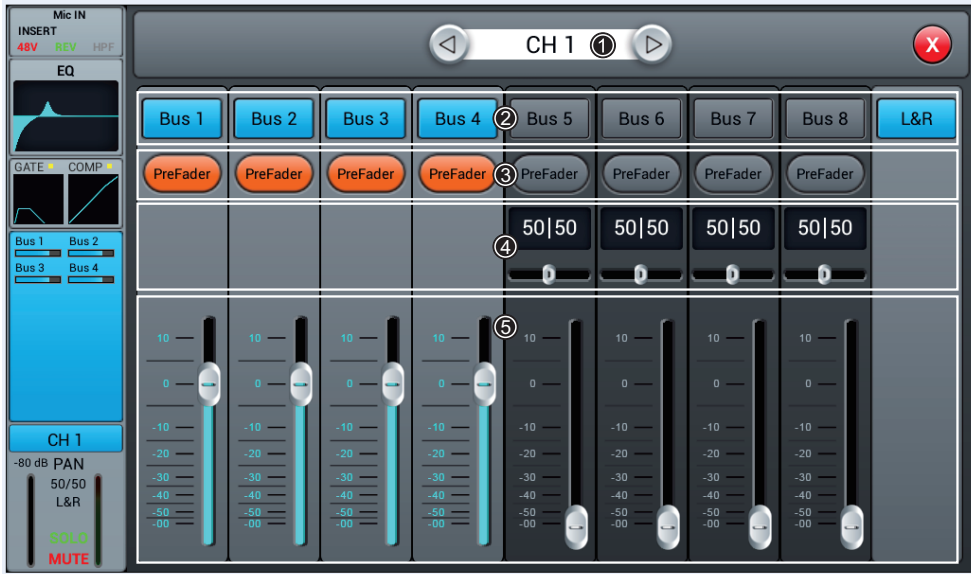 Mic IN
INSERT
48V REV HPF
EQ
GATE COMP
Bus 1 Bus 2
Bus 3 Bus 4
CH 1
-80 dB PAN
50/50
L&R
SOLO
MUTE
CH 1 ①
X
Bus 1 Bus 2 Bus 3 Bus 4 ② Bus 5 Bus 6 Bus 7 Bus 8 L&R
PreFader PreFader PreFader PreFader ③ PreFader PreFader PreFader PreFader
50|50 50|50 50|50 50|50
④
⑤
10 10 10 10 10 10 10 10
0 0 0 0 0 0 0 0
-10 -10 -10 -10 -10 -10 -10 -10
-20 -20 -20 -20 -20 -20 -20 -20
-30 -30 -30 -30 -30 -30 -30 -30
-40 -40 -40 -40 -40 -40 -40 -40
-50 -50 -50 -50 -50 -50 -50 -50
-00 -00 -00 -00 -00 -00 -00 -00